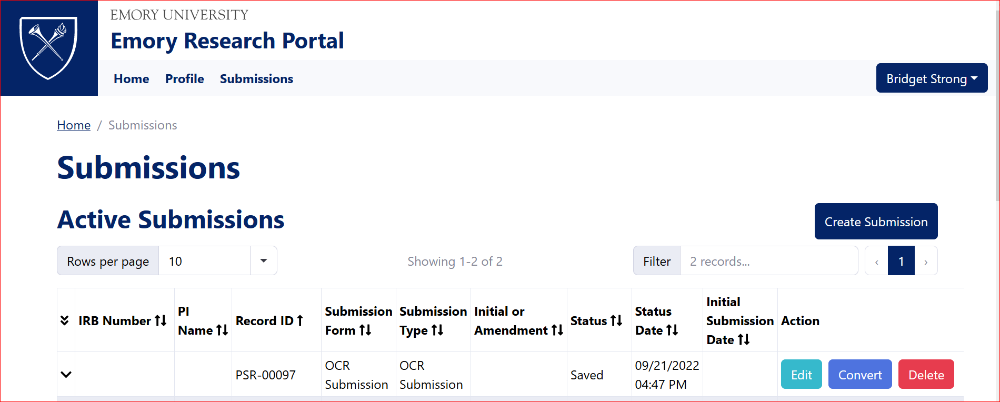 EMORY UNIVERSITY
Emory Research Portal
Home Profile Submissions Bridget Strong
Home / Submissions
Submissions
Active Submissions
Create Submission
Rows per page 10 Showing 1-2 of 2 Filter 2 records... ‹ 1 ›
IRB Number PI Name Record ID Submission Form Submission Type Initial or Amendment Status Status Date Initial Submission Date Action
PSR-00097 OCR Submission OCR Submission Saved 09/21/2022 04:47 PM Edit Convert Delete